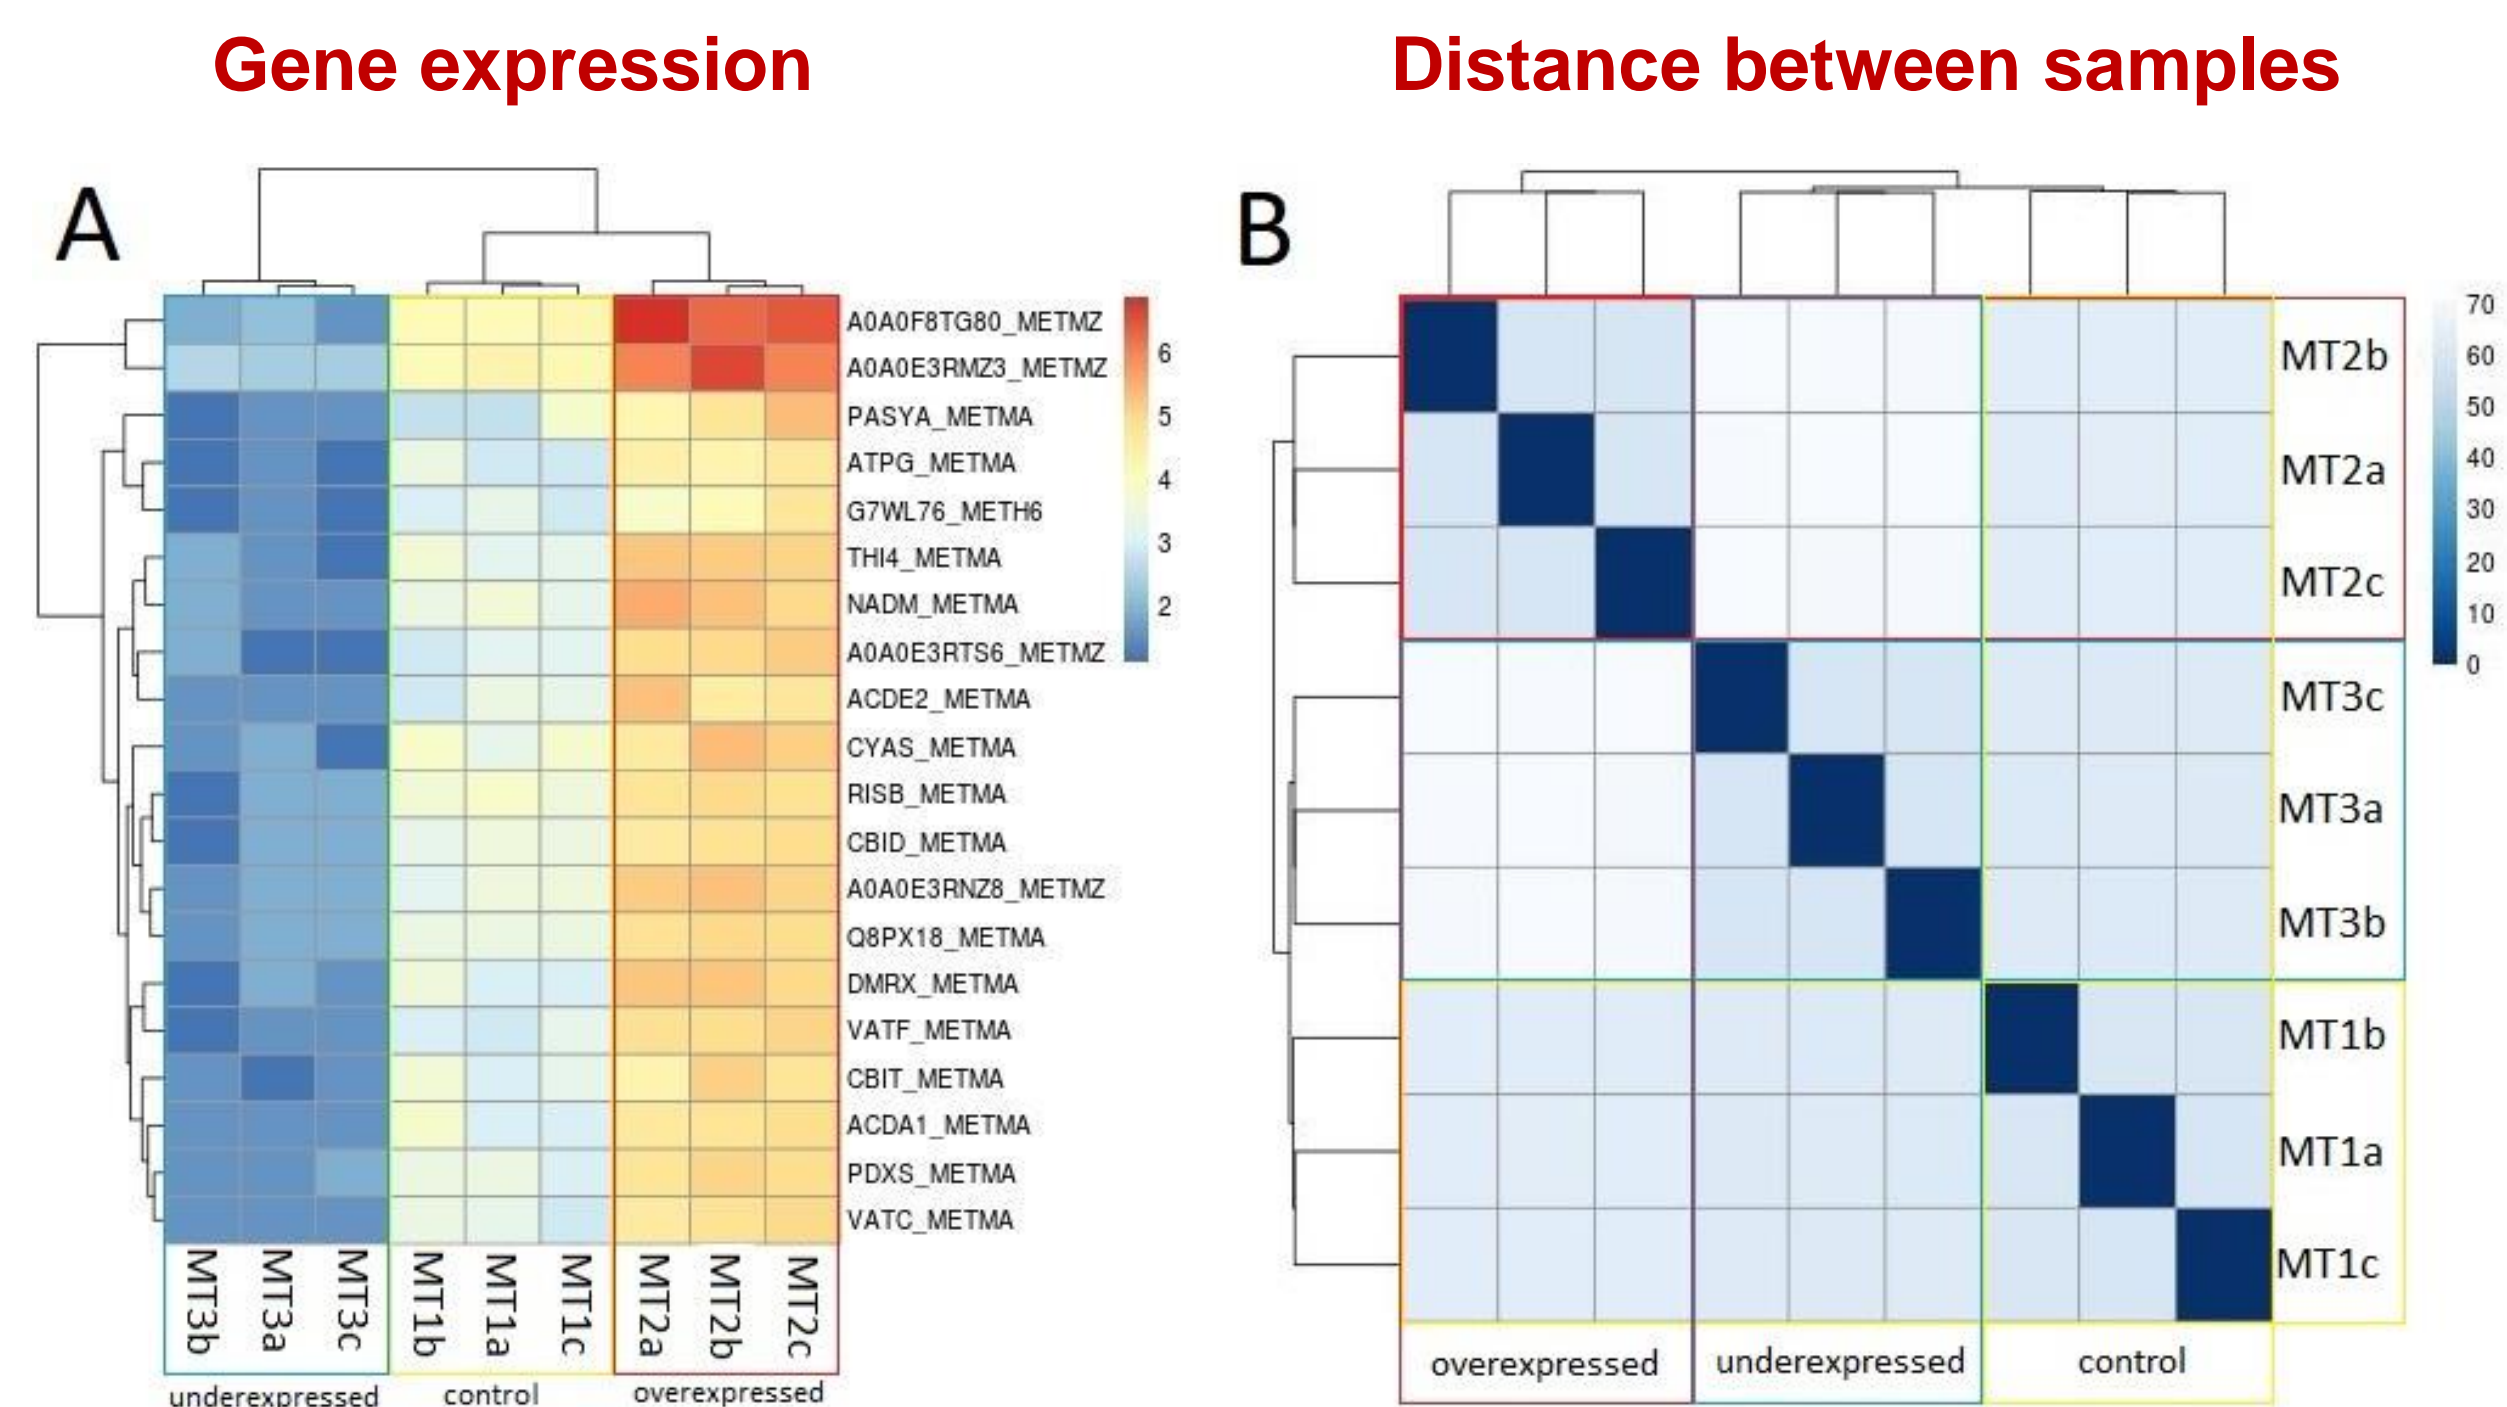 Gene expression
Distance between samples
A
A0A0F8TG80_METMZ
A0A0E3RMZ3_METMZ
PASYA_METMA
ATPG_METMA
G7WL76_METH6
THI4_METMA
NADM_METMA
A0A0E3RTS6_METMZ
ACDE2_METMA
CYAS_METMA
RISB_METMA
CBID_METMA
A0A0E3RNZ8_METMZ
Q8PX18_METMA
DMRX_METMA
VATF_METMA
CBIT_METMA
ACDA1_METMA
PDXS_METMA
VATC_METMA
6
5
4
3
2
MT3b MT3a MT3c MT1b MT1a MT1c MT2a MT2b MT2c
underexpressed control overexpressed
B
MT2b
MT2a
MT2c
MT3c
MT3a
MT3b
MT1b
MT1a
MT1c
70
60
50
40
30
20
10
0
overexpressed underexpressed control